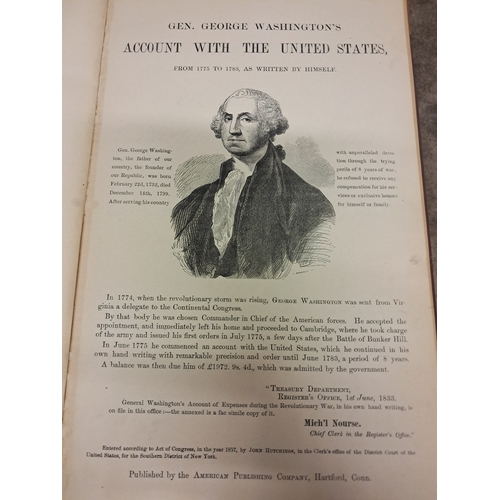 GEN. GEORGE WASHINGTON'S
ACCOUNT WITH THE UNITED STATES,
FROM 1775 TO 1783, AS WRITTEN BY HIMSELF.
Gen. George Washing-
ton, the father of our
country, the founder of
our Republic, was born
February 22d, 1732, died
December 14th, 1799.
After serving his country
with unparalleled devo-
tion through the trying
perils of 8 years of war,
he refused to receive any
compensation for his ser-
vices or exclusive honors
for himself or family.
In 1774, when the revolutionary storm was rising, GEORGE WASHINGTON was sent from Vir-
ginia a delegate to the Continental Congress.
By that body he was chosen Commander in Chief of the American forces. He accepted the
appointment, and immediately left his home and proceeded to Cambridge, where he took charge
of the army and issued his first orders in July 1775, a few days after the Battle of Bunker Hill.
In June 1775 he commenced an account with the United States, which he continued in his
own hand writing with remarkable precision and order until June 1783, a period of 8 years.
A balance was then due him of £1972. 9s. 4d., which was admitted by the government.
"TREASURY DEPARTMENT,
REGISTER'S OFFICE, 1st June, 1833.
General Washington's Account of Expenses during the Revolutionary War, in his own hand writing, is
on file in this office:—the annexed is a fac simile copy of it.
Mich'l Nourse.
Chief Clerk in the Register's Office."
Entered according to Act of Congress, in the year 1857, by JOHN HUTCHINGS, in the Clerk's office of the District Court of the
United States, for the Southern District of New York.
Published by the AMERICAN PUBLISHING COMPANY, Hartford, Conn.